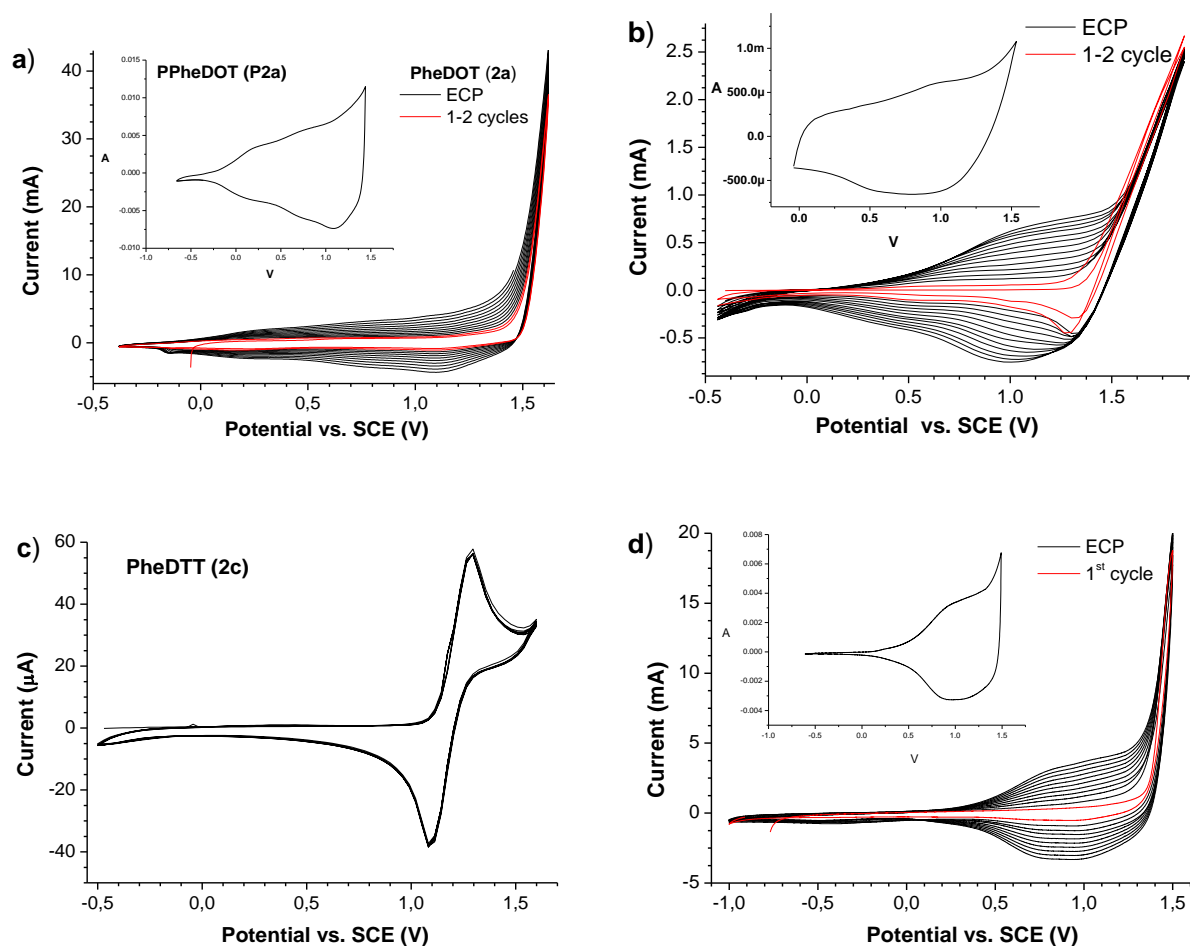 a)
PPheDOT (P2a)
PheDOT (2a)
ECP
1-2 cycles
0.015
0.010
0.005
0.000
-0.005
-0.010
A
-1.0 -0.5 0.0 0.5 1.0 1.5
V
40
30
20
10
0
Current (mA)
-0,5 0,0 0,5 1,0 1,5
Potential vs. SCE (V)
b)
ECP
1-2 cycle
1.0m
500.0µ
0.0
-500.0µ
A
0.0 0.5 1.0 1.5
V
2.5
2.0
1.5
1.0
0.5
0.0
-0.5
Current (mA)
-0.5 0.0 0.5 1.0 1.5
Potential vs. SCE (V)
c)
PheDTT (2c)
60
40
20
0
-20
-40
Current (µA)
-0,5 0,0 0,5 1,0 1,5
Potential vs. SCE (V)
d)
ECP
1st cycle
0.008
0.006
0.004
0.002
0.000
-0.002
-0.004
A
-1.0 -0.5 0.0 0.5 1.0 1.5
V
20
15
10
5
0
-5
Current (mA)
-1,0 -0,5 0,0 0,5 1,0 1,5
Potential vs. SCE (V)